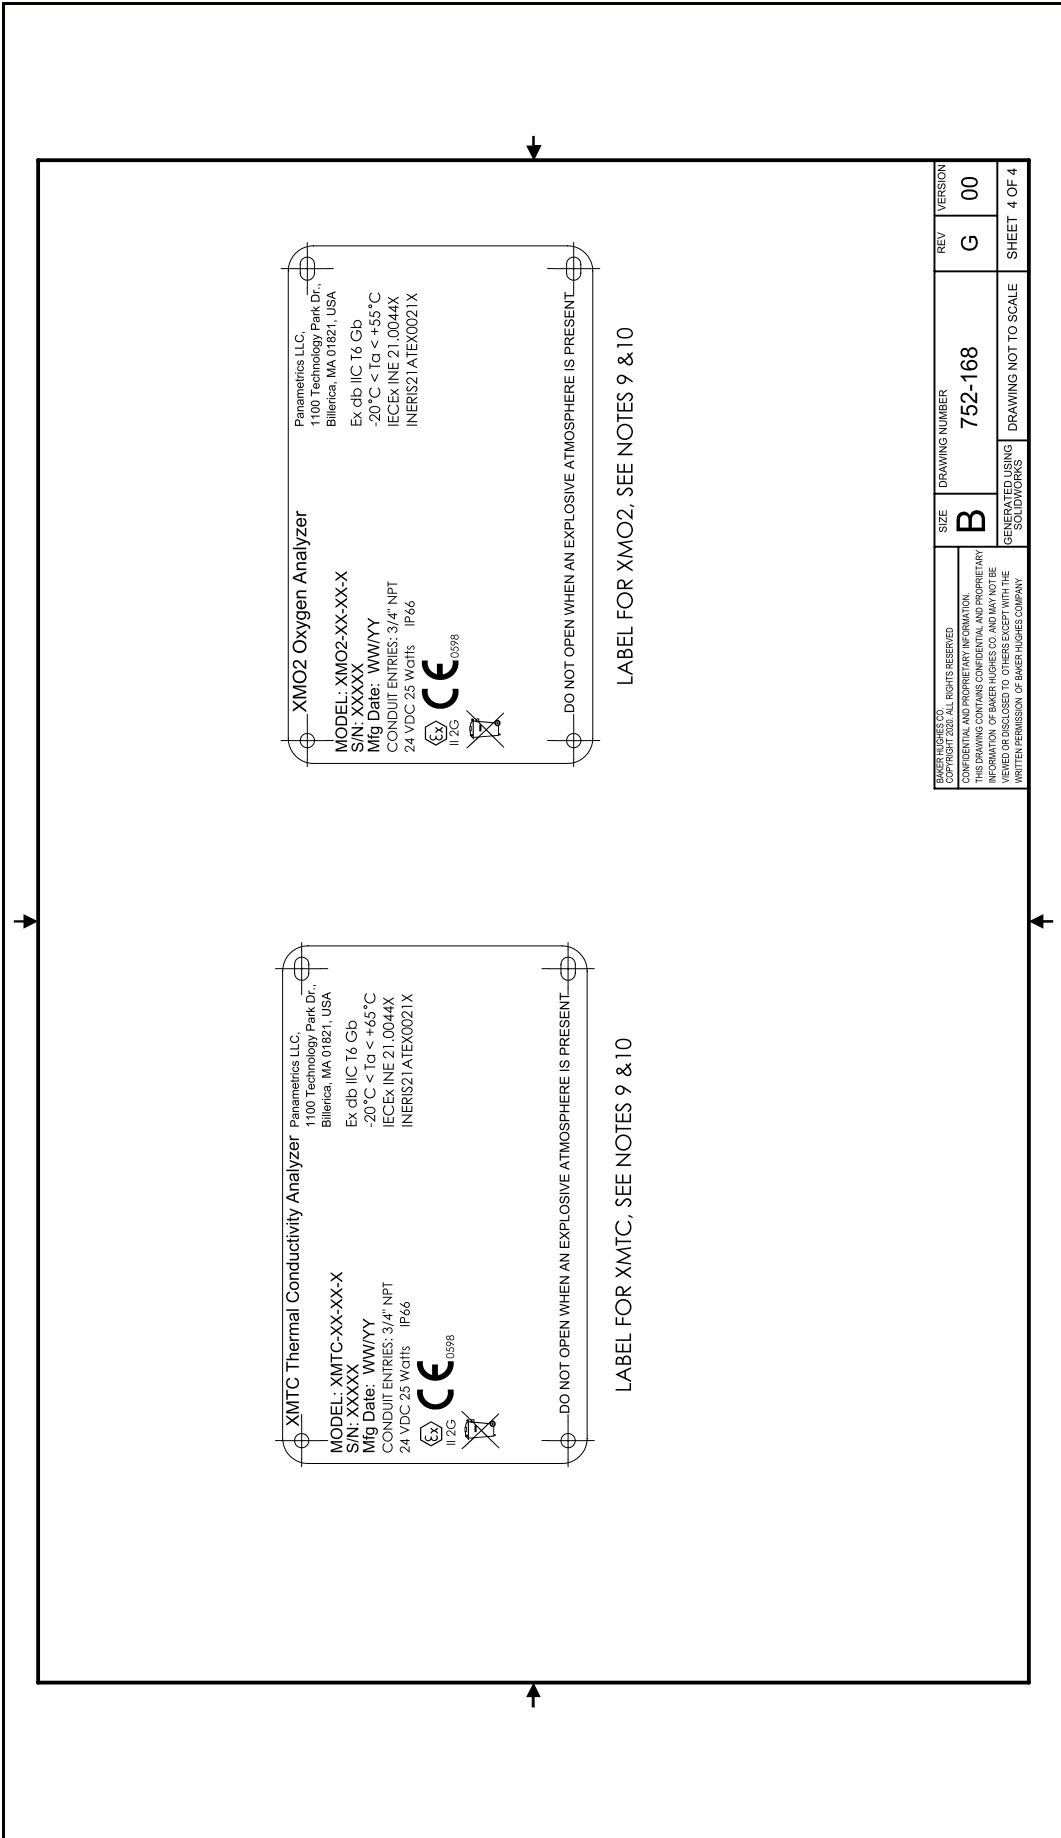 XMTC Thermal Conductivity Analyzer
Panametrics LLC,
1100 Technology Park Dr.,
Billerica, MA 01821, USA
MODEL: XMTC-XX-XX-X
S/N: XXXXX
Mfg Date: WW/YY
CONDUIT ENTRIES: 3/4" NPT
24 VDC 25 Watts IP66
Ex db IIC T6 Gb
-20°C < Ta < +65°C
IECEx INE 21.0044X
INERIS21ATEX0021X
Ex
II 2G
CE 0598
DO NOT OPEN WHEN AN EXPLOSIVE ATMOSPHERE IS PRESENT
LABEL FOR XMTC, SEE NOTES 9 &10
XMO2 Oxygen Analyzer
Panametrics LLC,
1100 Technology Park Dr.,
Billerica, MA 01821, USA
MODEL: XMO2-XX-XX-X
S/N: XXXXX
Mfg Date: WW/YY
CONDUIT ENTRIES: 3/4" NPT
24 VDC 25 Watts IP66
Ex db IIC T6 Gb
-20°C < Ta < +55°C
IECEx INE 21.0044X
INERIS21ATEX0021X
Ex
II 2G
CE 0598
DO NOT OPEN WHEN AN EXPLOSIVE ATMOSPHERE IS PRESENT
LABEL FOR XMO2, SEE NOTES 9 &10
BAKER HUGHES CO.
COPYRIGHT 2020. ALL RIGHTS RESERVED
CONFIDENTIAL AND PROPRIETARY INFORMATION.
THIS DRAWING CONTAINS CONFIDENTIAL AND PROPRIETARY
INFORMATION OF BAKER HUGHES CO. AND MAY NOT BE
VIEWED OR DISCLOSED TO OTHERS EXCEPT WITH THE
WRITTEN PERMISSION OF BAKER HUGHES COMPANY
SIZE
B
DRAWING NUMBER
752-168
REV
G
VERSION
00
GENERATED USING
SOLIDWORKS
DRAWING NOT TO SCALE
SHEET 4 OF 4